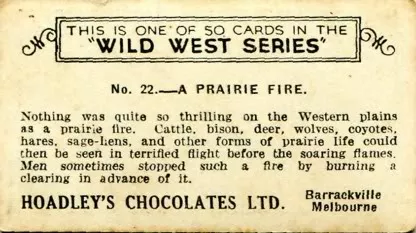 THIS IS ONE OF 50 CARDS IN THE
"WILD WEST SERIES"
No. 22.—A PRAIRIE FIRE.
Nothing was quite so thrilling on the Western plains
as a prairie fire. Cattle, bison, deer, wolves, coyotes,
hares, sage-hens, and other forms of prairie life could
then be seen in terrified flight before the soaring flames.
Men sometimes stopped such a fire by burning a
clearing in advance of it.
HOADLEY'S CHOCOLATES LTD. Barrackville
Melbourne